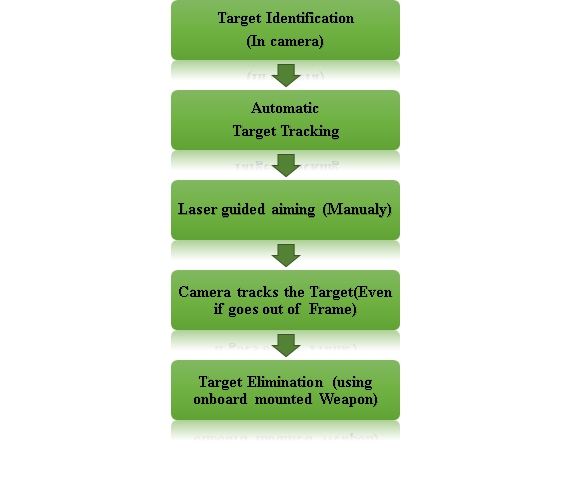 Target Identification
(In camera)
Automatic
Target Tracking
Laser guided aiming (Manualy)
Camera tracks the Target(Even
if goes out of Frame)
Target Elimination (using
onboard mounted Weapon)